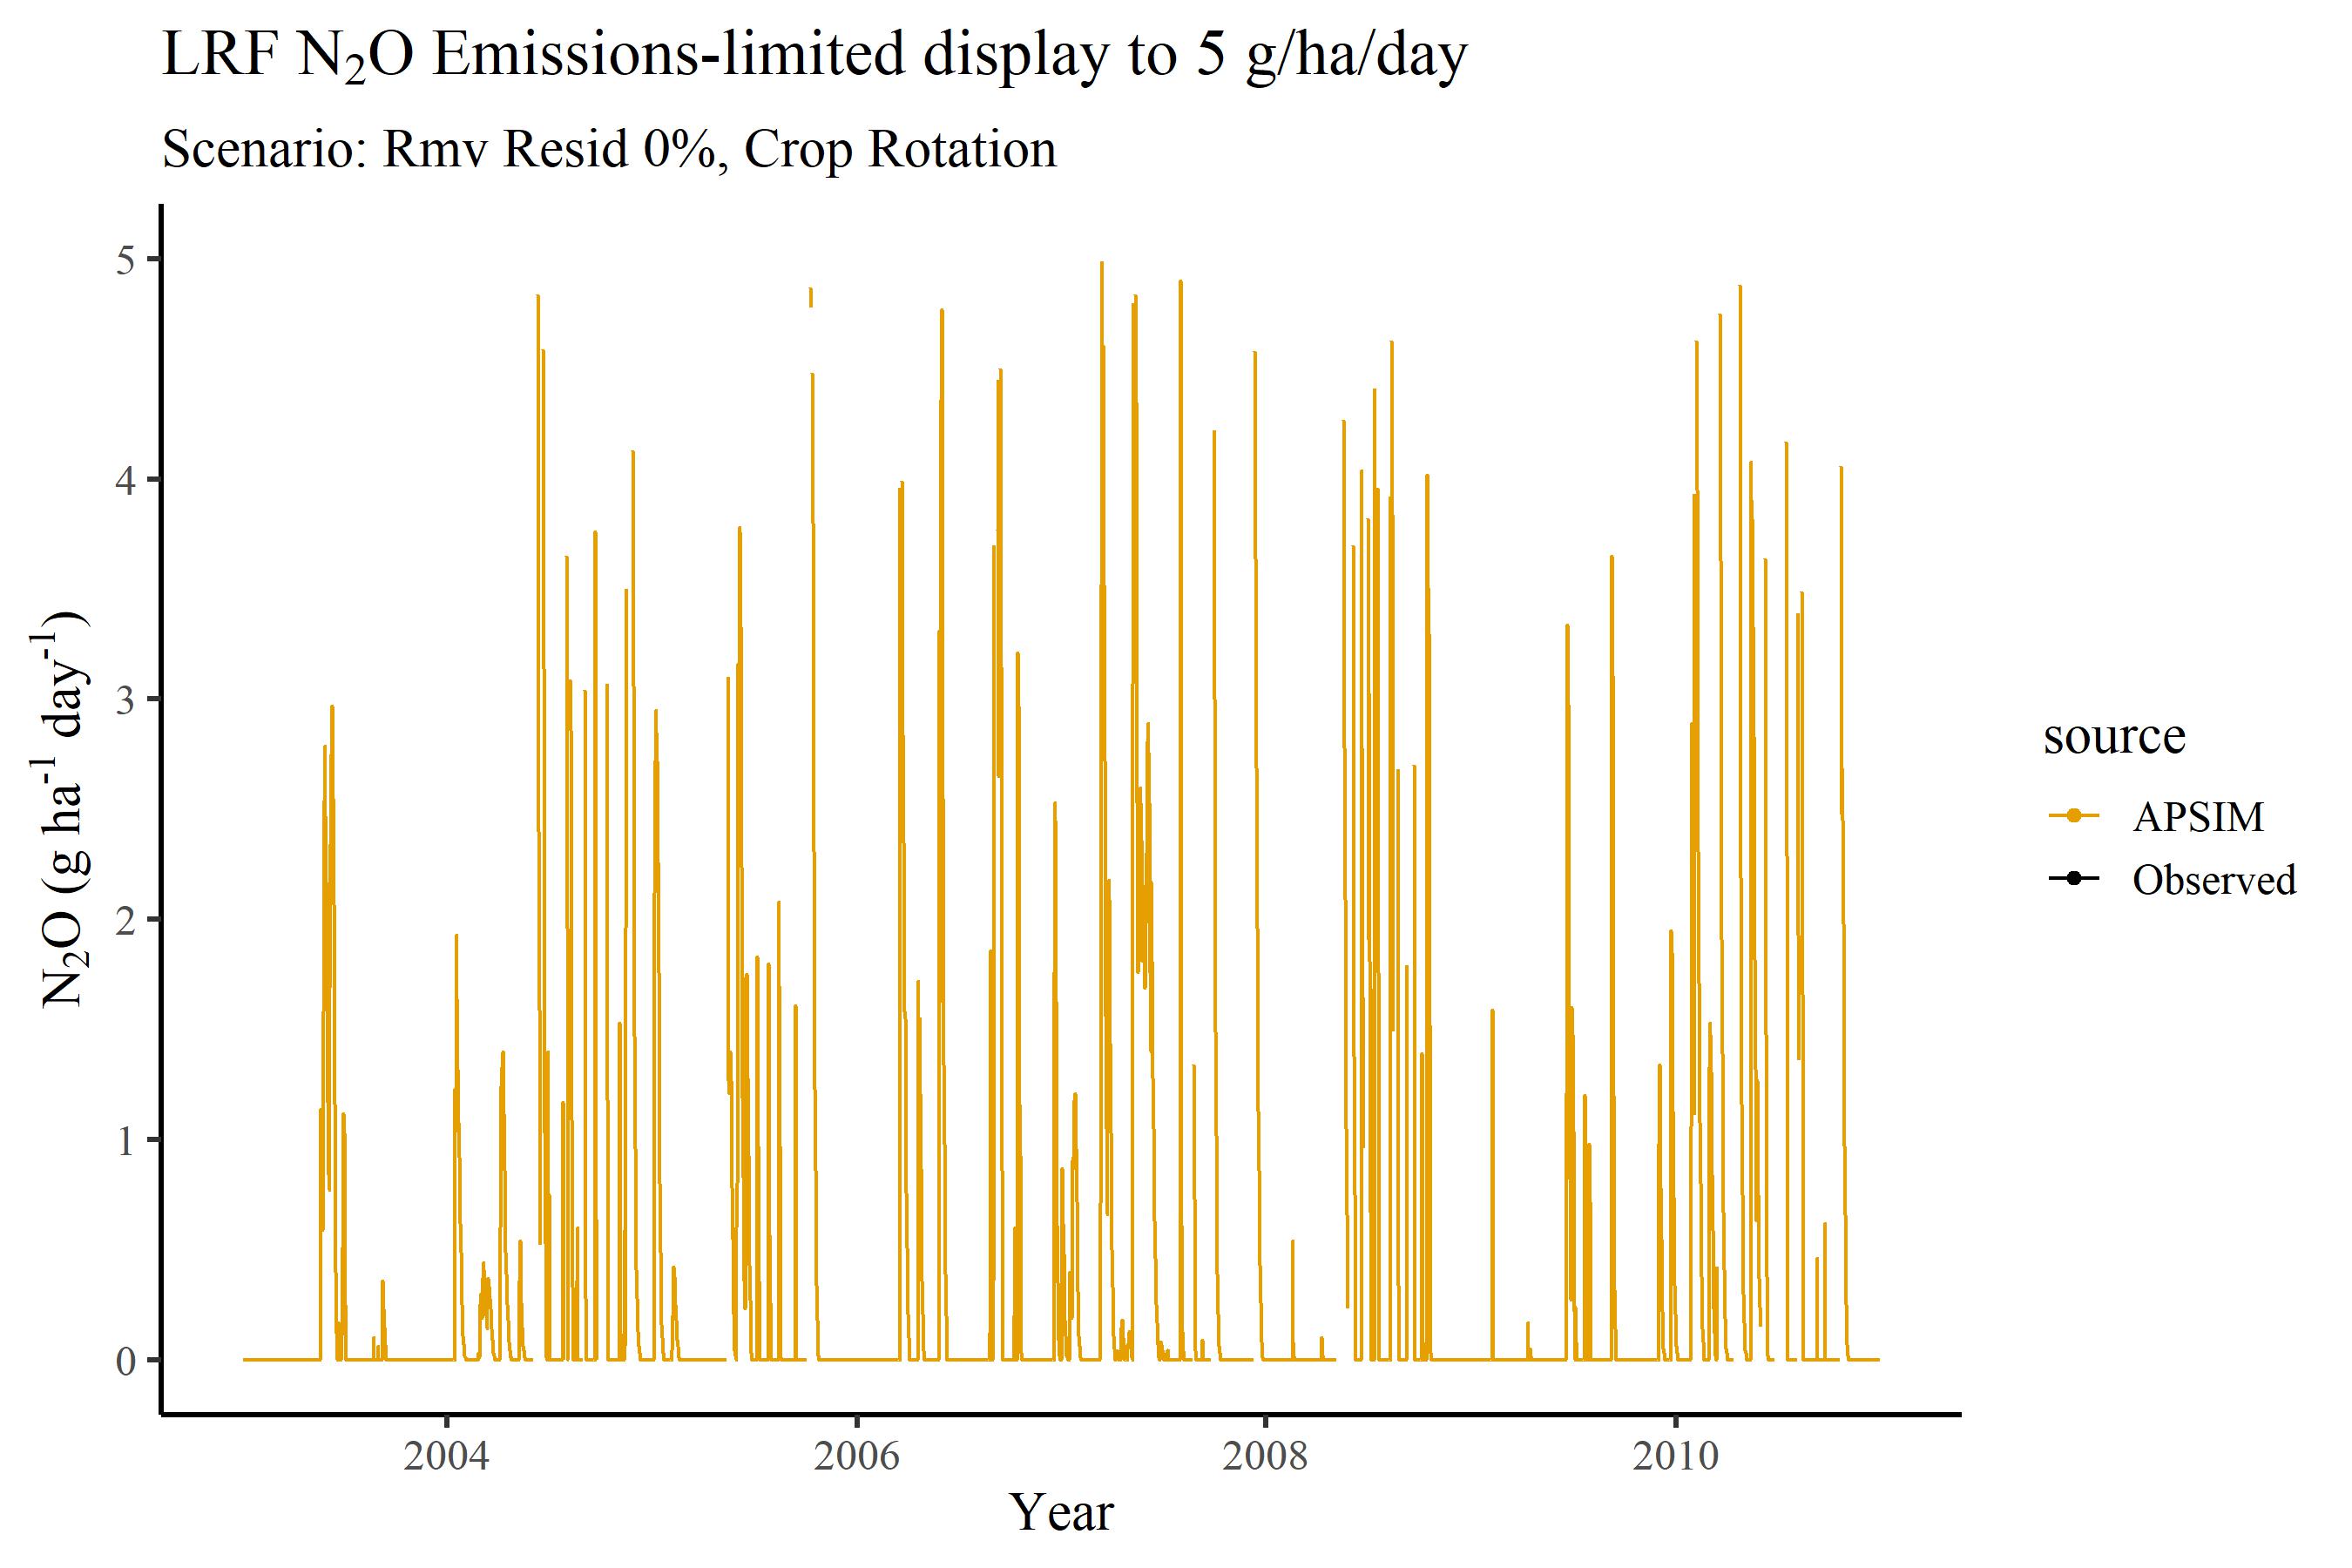 LRF N₂O Emissions-limited display to 5 g/ha/day
Scenario: Rmv Resid 0%, Crop Rotation
N₂O (g ha⁻¹ day⁻¹)
5
4
3
2
1
0
2004 2006 2008 2010
Year
source
APSIM
Observed